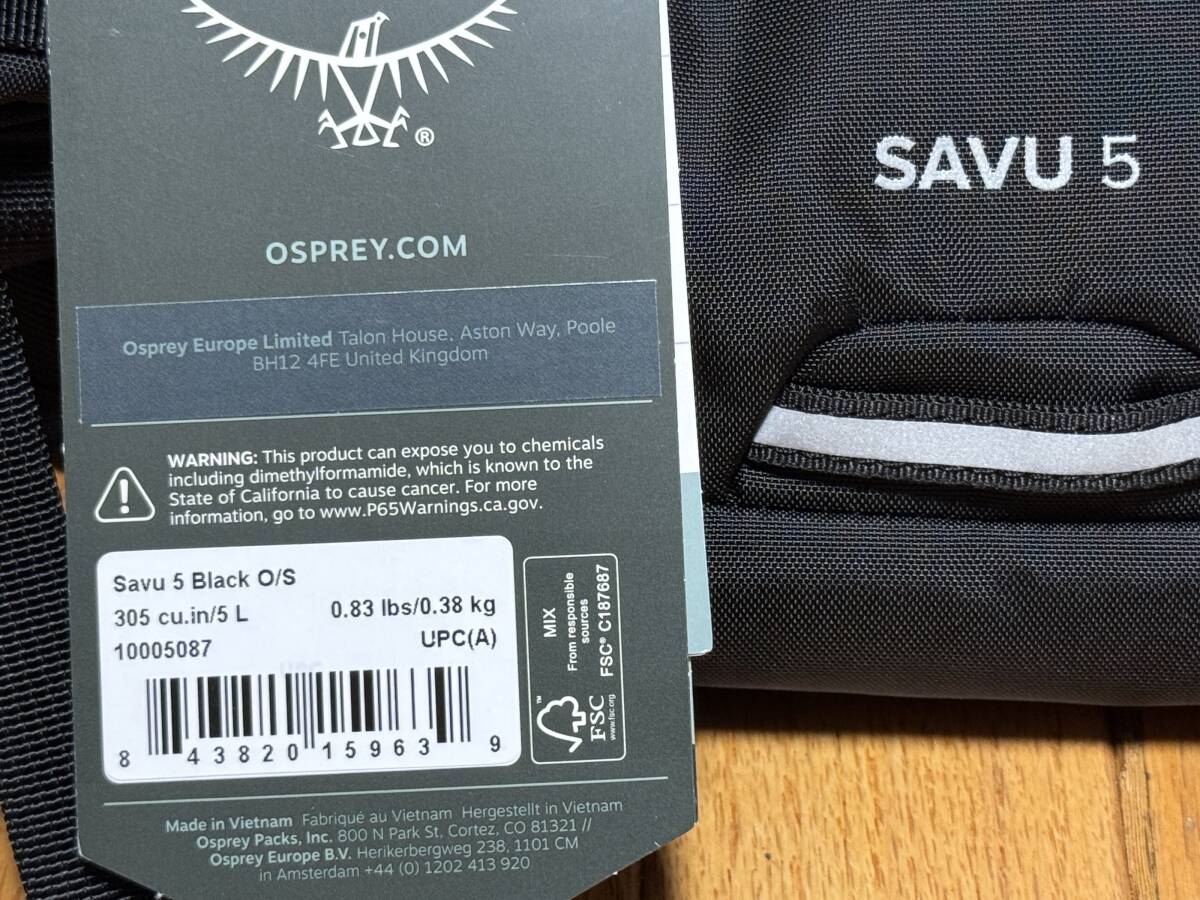 ®
OSPREY.COM
Osprey Europe Limited Talon House, Aston Way, Poole
BH12 4FE United Kingdom
WARNING: This product can expose you to chemicals
including dimethylformamide, which is known to the
State of California to cause cancer. For more
information, go to www.P65Warnings.ca.gov.
Savu 5 Black O/S
305 cu.in/5 L 0.83 lbs/0.38 kg
10005087 UPC(A)
8 43820 15963 9
MIX
From responsible
sources
FSC® C187687
™
FSC
www.fsc.org
Made in Vietnam Fabriqué au Vietnam Hergestellt in Vietnam
Osprey Packs, Inc. 800 N Park St, Cortez, CO 81321 //
Osprey Europe B.V. Herikerbergweg 238, 1101 CM
in Amsterdam +44 (0) 1202 413 920
SAVU 5